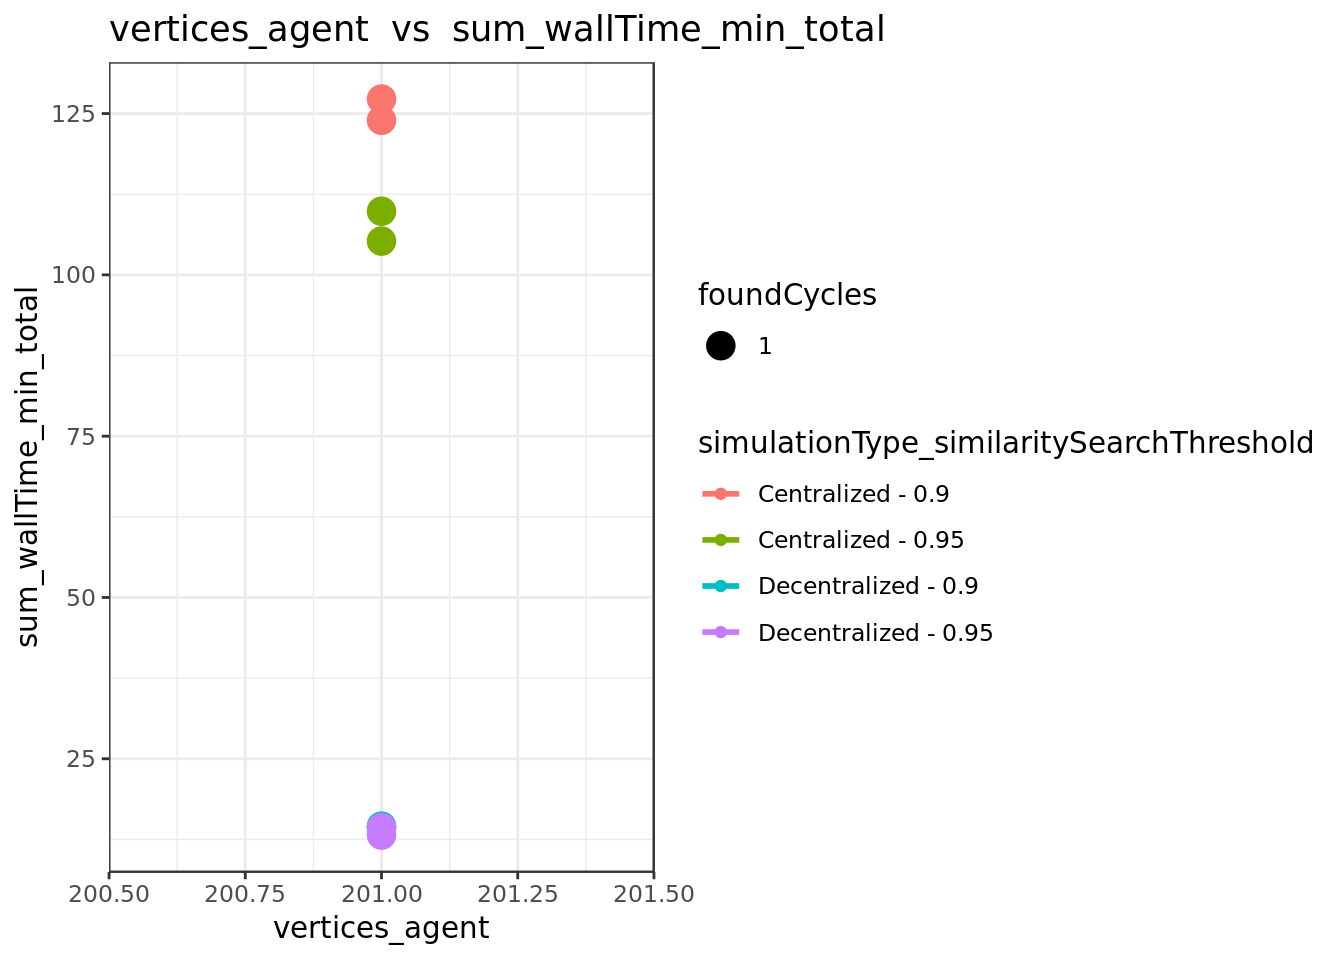 vertices_agent vs sum_wallTime_min_total
sum_wallTime_min_total
125
100
75
50
25
200.50 200.75 201.00 201.25 201.50
vertices_agent
foundCycles
1
simulationType_similaritySearchThreshold
Centralized - 0.9
Centralized - 0.95
Decentralized - 0.9
Decentralized - 0.95